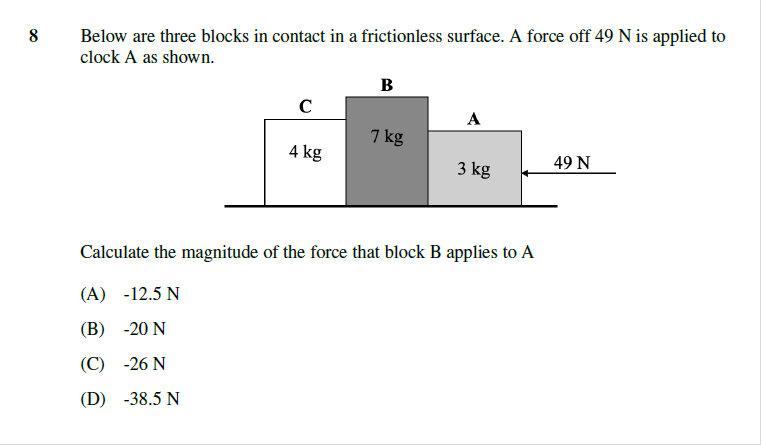 8 Below are three blocks in contact in a frictionless surface. A force off 49 N is applied to
clock A as shown.
B
C
A
7 kg
4 kg
3 kg
49 N
Calculate the magnitude of the force that block B applies to A
(A) -12.5 N
(B) -20 N
(C) -26 N
(D) -38.5 N